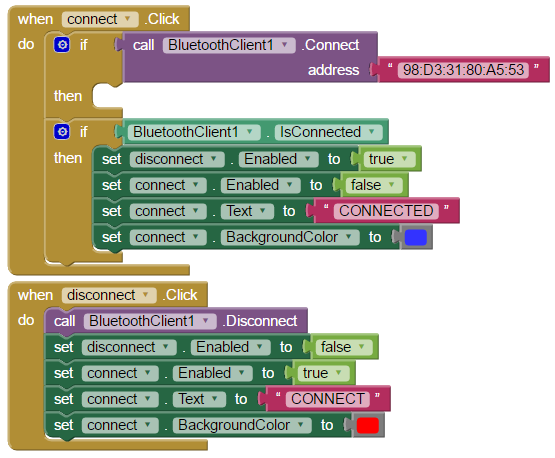 when connect .Click
do if call BluetoothClient1 .Connect
address "98:D3:31:80:A5:53"
then
if BluetoothClient1 . IsConnected
then set disconnect . Enabled to true
set connect . Enabled to false
set connect . Text to "CONNECTED"
set connect . BackgroundColor to
when disconnect .Click
do call BluetoothClient1 .Disconnect
set disconnect . Enabled to false
set connect . Enabled to true
set connect . Text to "CONNECT"
set connect . BackgroundColor to